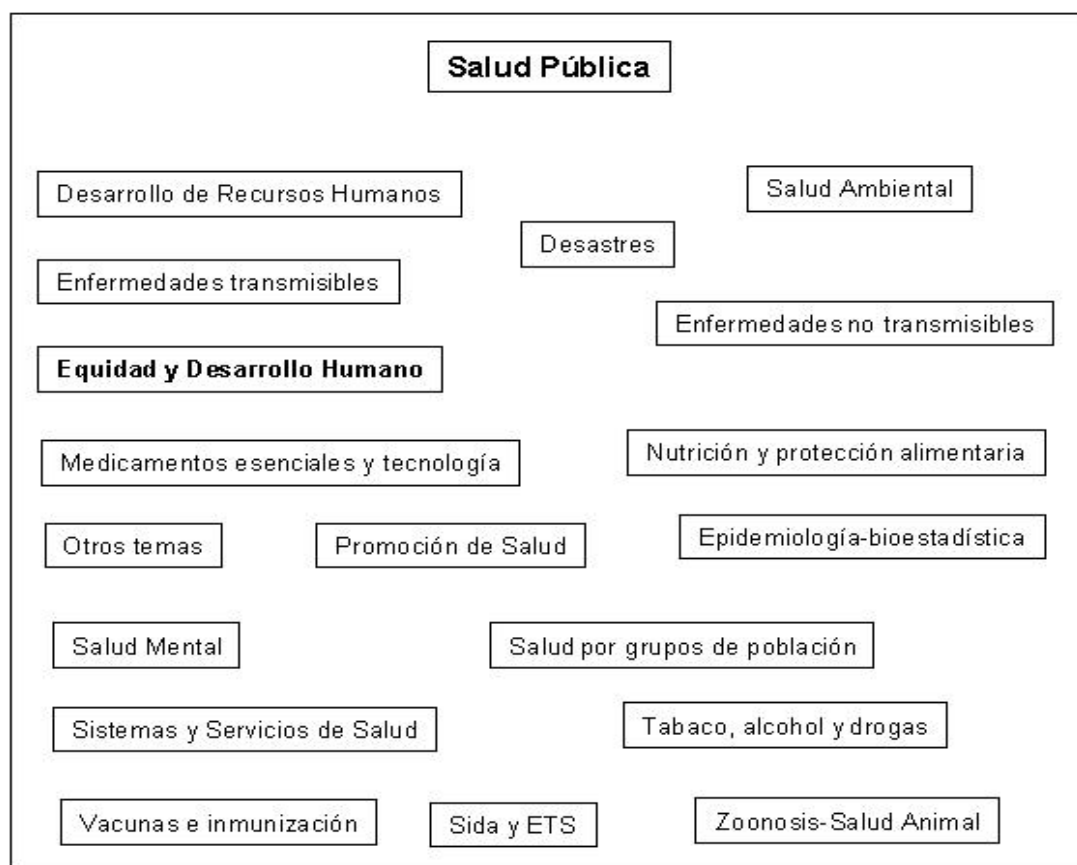 Salud Pública
Desarrollo de Recursos Humanos
Salud Ambiental
Desastres
Enfermedades transmisibles
Enfermedades no transmisibles
Equidad y Desarrollo Humano
Medicamentos esenciales y tecnología
Nutrición y protección alimentaria
Otros temas
Promoción de Salud
Epidemiología-bioestadística
Salud Mental
Salud por grupos de población
Sistemas y Servicios de Salud
Tabaco, alcohol y drogas
Vacunas e inmunización
Sida y ETS
Zoonosis-Salud Animal